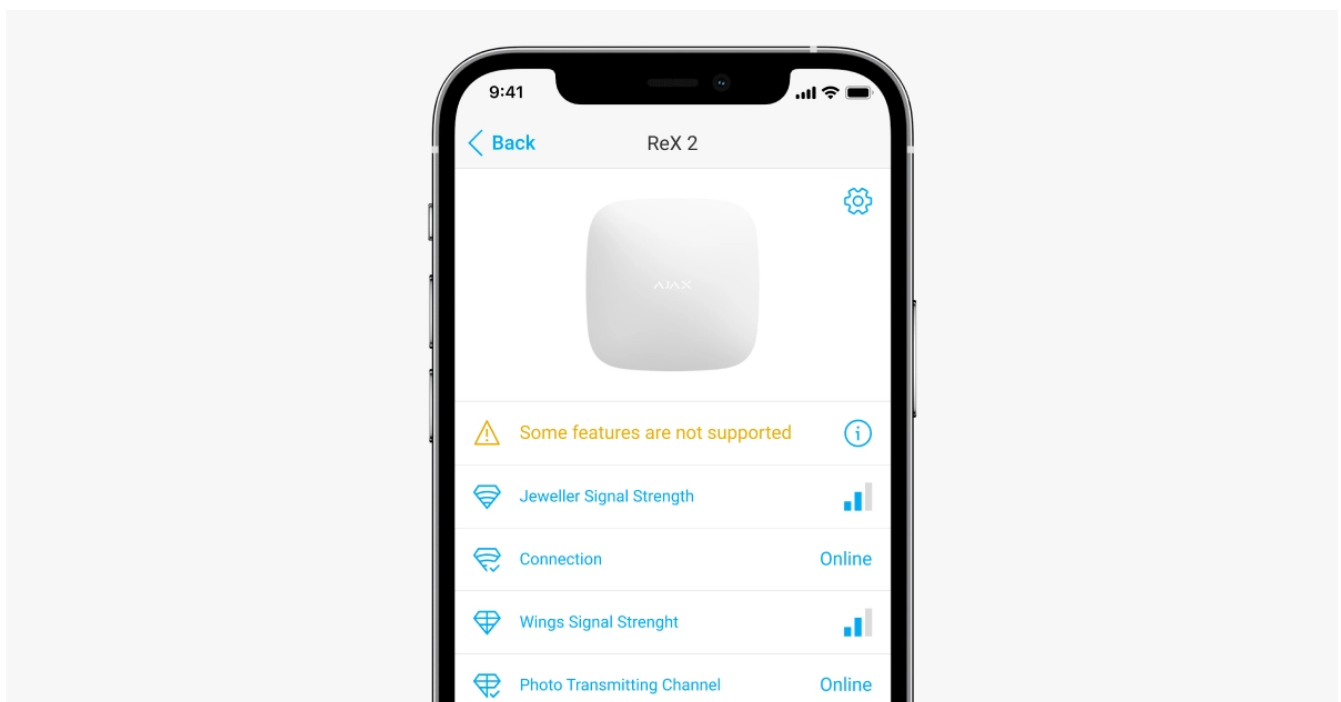 9:41
Back
ReX 2
AJAX
Some features are not supported
Jeweller Signal Strength
Connection
Online
Wings Signal Strenght
Photo Transmitting Channel
Online